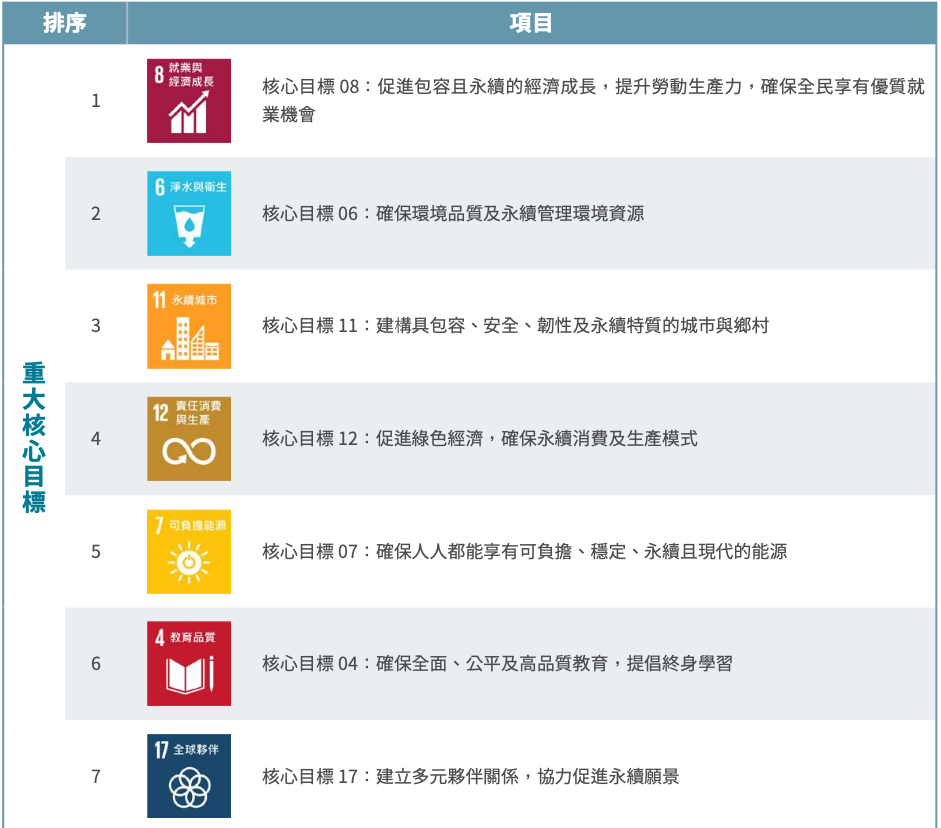 排序
項目
重大核心目標
1
8 就業與
經濟成長
核心目標 08：促進包容且永續的經濟成長，提升勞動生產力，確保全民享有優質就
業機會
2
6 淨水與衛生
核心目標 06：確保環境品質及永續管理環境資源
3
11 永續城市
核心目標 11：建構具包容、安全、韌性及永續特質的城市與鄉村
4
12 責任消費
與生產
核心目標 12：促進綠色經濟，確保永續消費及生產模式
5
7 可負擔能源
核心目標 07：確保人人都能享有可負擔、穩定、永續且現代的能源
6
4 教育品質
核心目標 04：確保全面、公平及高品質教育，提倡終身學習
7
17 全球夥伴
核心目標 17：建立多元夥伴關係，協力促進永續願景